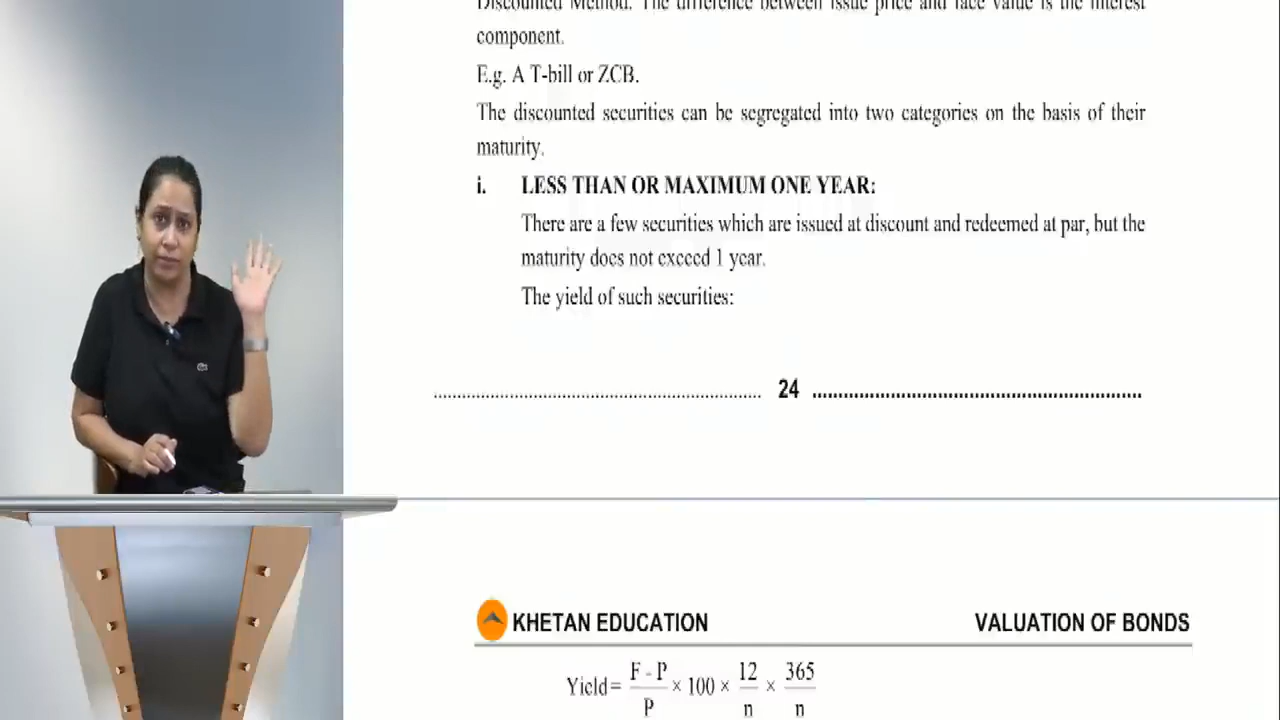 Discounted Method. The difference between issue price and face value is the interest
component.
E.g. A T-bill or ZCB.
The discounted securities can be segregated into two categories on the basis of their
maturity.
i. LESS THAN OR MAXIMUM ONE YEAR:
There are a few securities which are issued at discount and redeemed at par, but the
maturity does not exceed 1 year.
The yield of such securities:
24
KHETAN EDUCATION VALUATION OF BONDS
Yield = F - P / P × 100 × 12 / n × 365 / n